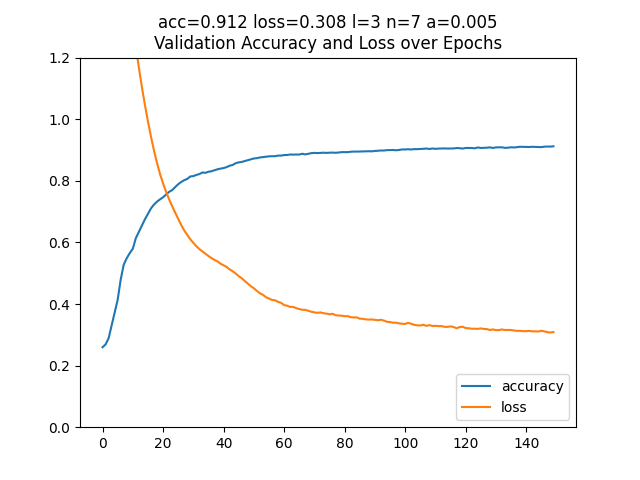 acc=0.912 loss=0.308 l=3 n=7 a=0.005
Validation Accuracy and Loss over Epochs
1.2
1.0
0.8
0.6
0.4
0.2
0.0
accuracy
loss
0 20 40 60 80 100 120 140